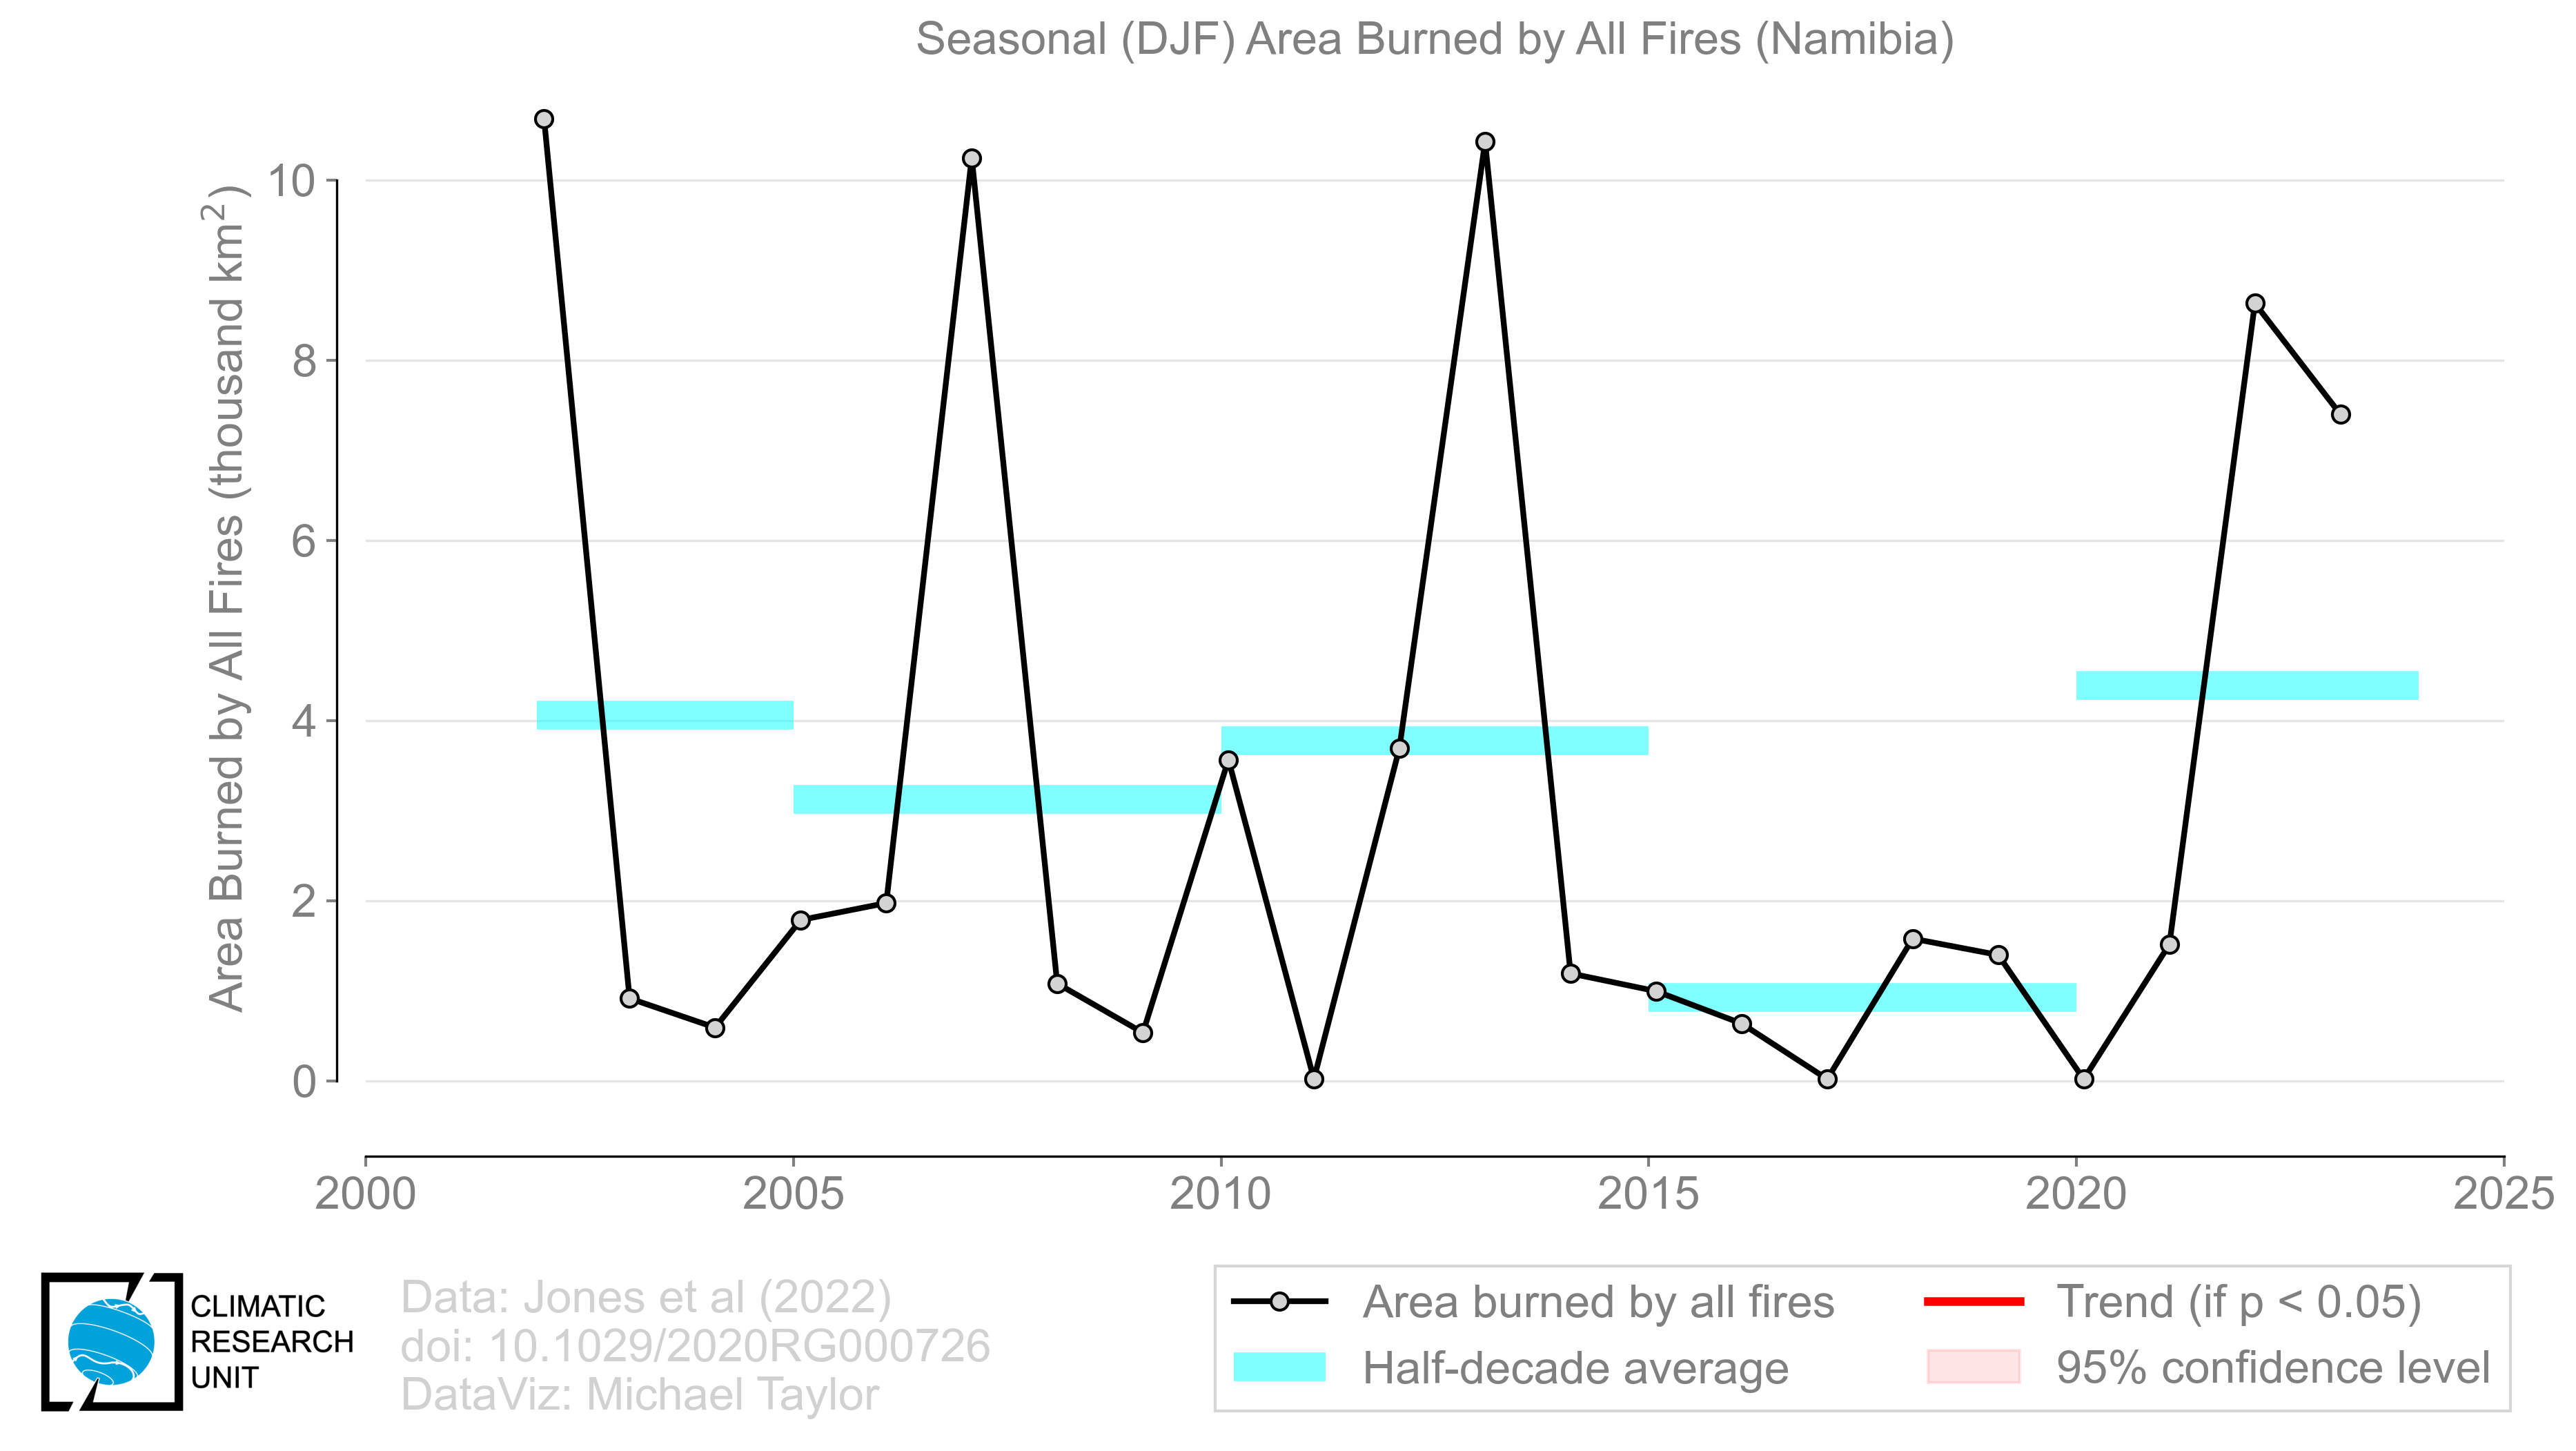 Seasonal (DJF) Area Burned by All Fires (Namibia)
Area Burned by All Fires (thousand km²)
10
8
6
4
2
0
2000
2005
2010
2015
2020
2025
CLIMATIC
RESEARCH
UNIT
Data: Jones et al (2022)
doi: 10.1029/2020RG000726
DataViz: Michael Taylor
Area burned by all fires
Half-decade average
Trend (if p < 0.05)
95% confidence level